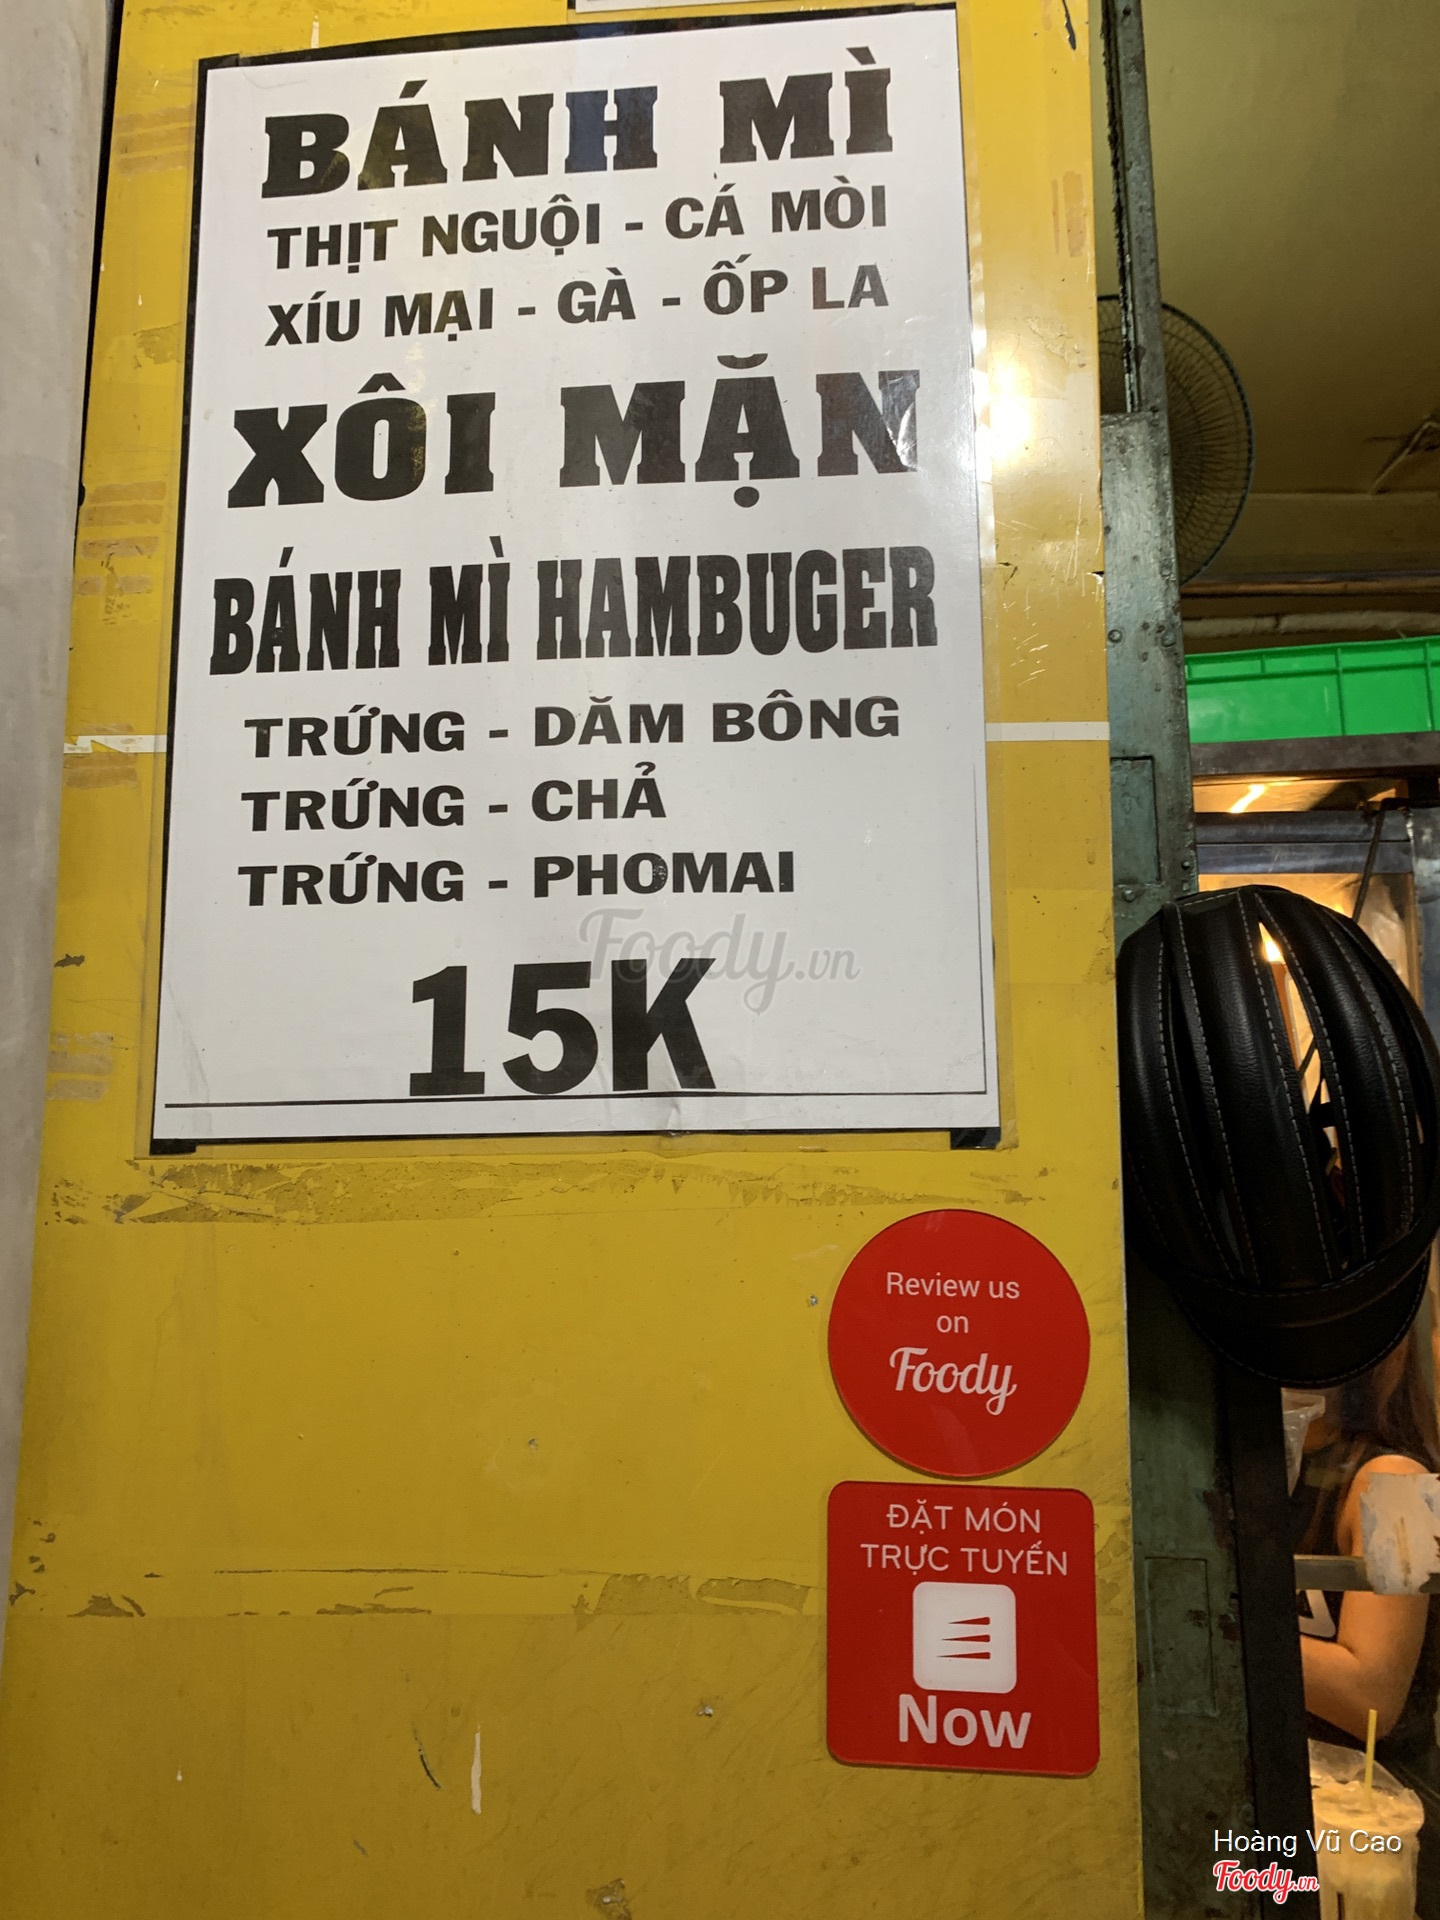 BÁNH MÌ
THỊT NGUỘI - CÁ MÒI
XÍU MẠI - GÀ - ỐP LA
XÔI MẶN
BÁNH MÌ HAMBUGER
TRỨNG - DĂM BÔNG
TRỨNG - CHẢ
TRỨNG - PHOMAI
Foody.vn
15K
Review us
on
Foody
ĐẶT MÓN
TRỰC TUYẾN
Now
Hoàng Vũ Cao
Foody.vn